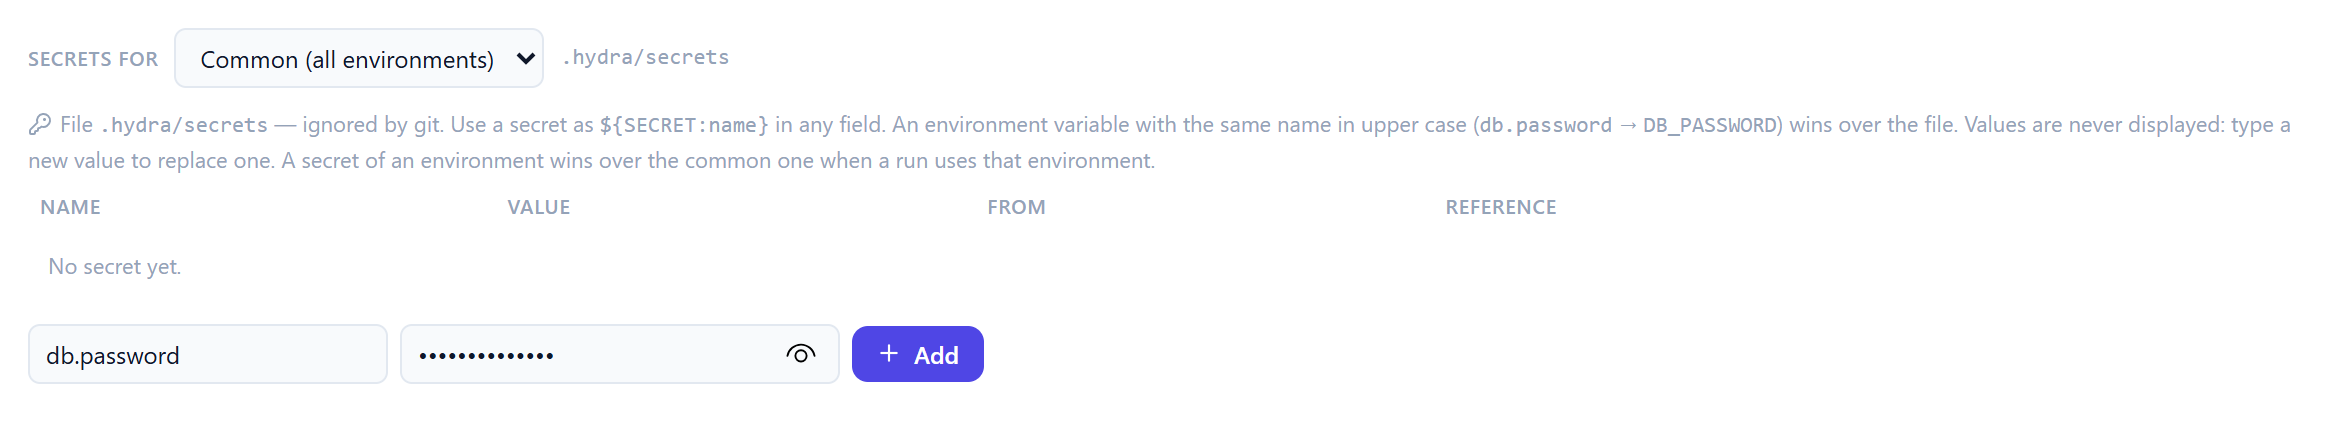 SECRETS FOR Common (all environments) .hydra/secrets
File .hydra/secrets — ignored by git. Use a secret as ${SECRET:name} in any field. An environment variable with the same name in upper case (db.password → DB_PASSWORD) wins over the file. Values are never displayed: type a
new value to replace one. A secret of an environment wins over the common one when a run uses that environment.
NAME VALUE FROM REFERENCE
No secret yet.
db.password •••••••••••••• + Add